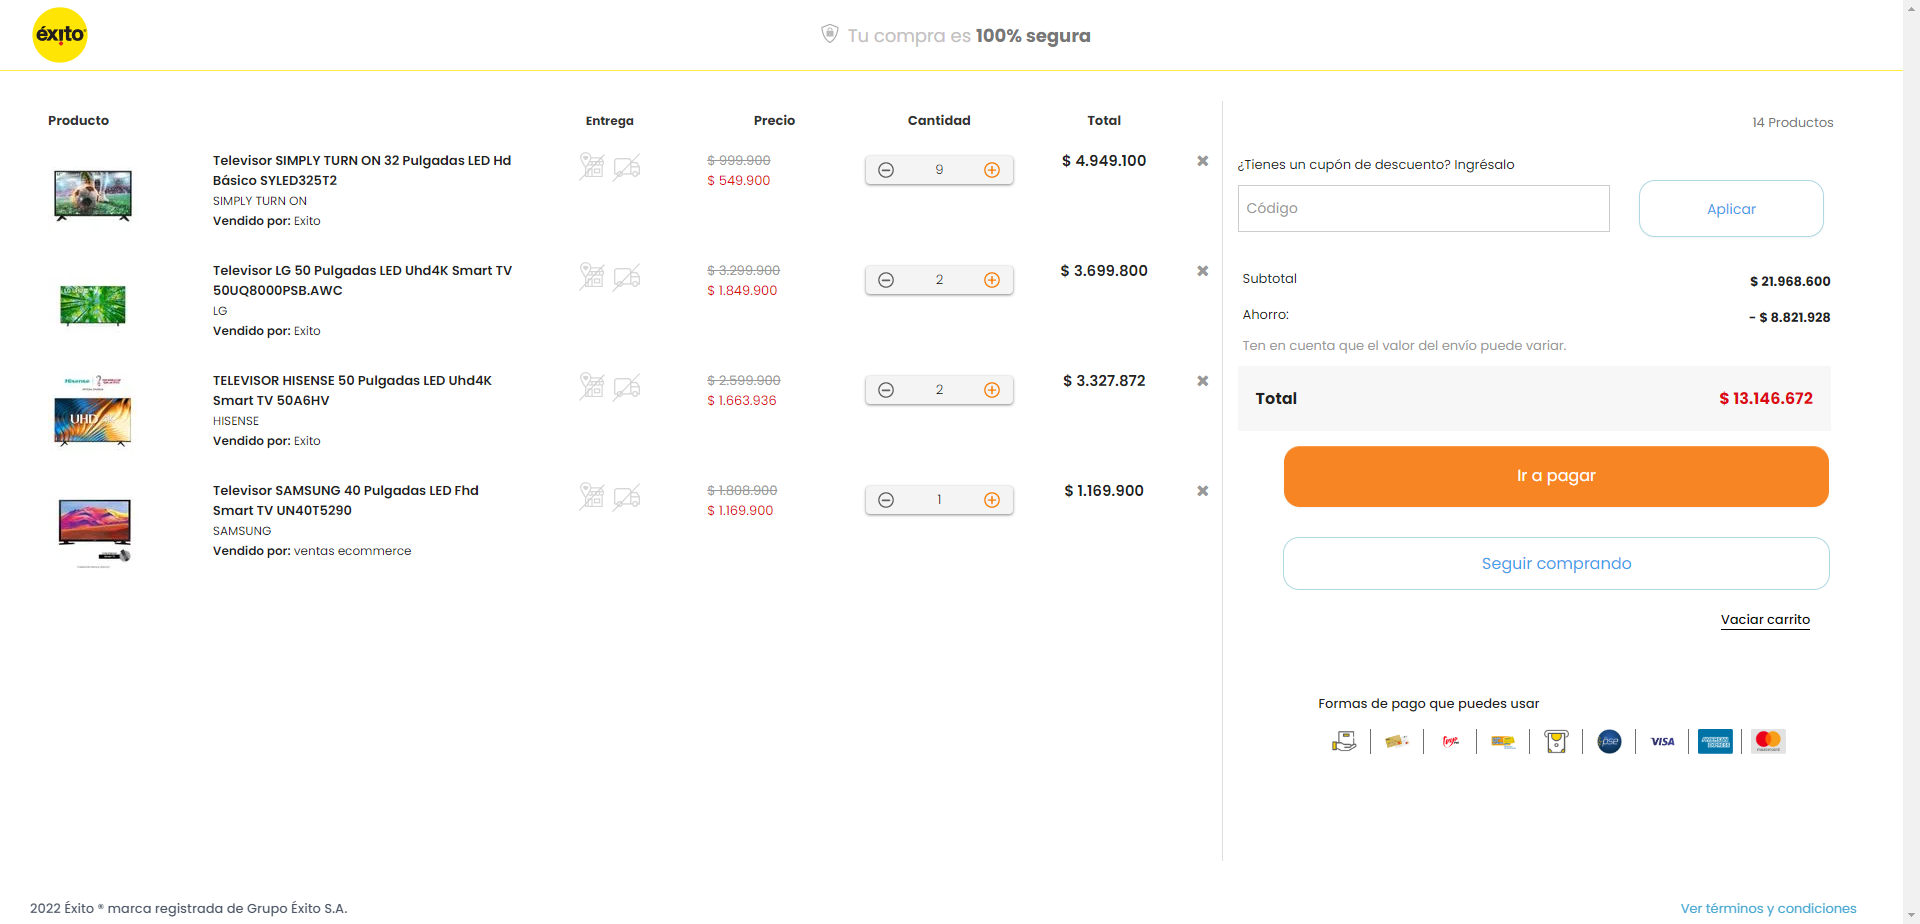 éxito
Tu compra es 100% segura
Producto Entrega Precio Cantidad Total
Televisor SIMPLY TURN ON 32 Pulgadas LED Hd
Básico SYLED325T2
SIMPLY TURN ON
Vendido por: Exito
$ 999.900
$ 549.900
9
$ 4.949.100
Televisor LG 50 Pulgadas LED Uhd4K Smart TV
50UQ8000PSB.AWC
LG
Vendido por: Exito
$ 3.299.900
$ 1.849.900
2
$ 3.699.800
Hisense
UHD
TELEVISOR HISENSE 50 Pulgadas LED Uhd4K
Smart TV 50A6HV
HISENSE
Vendido por: Exito
$ 2.599.900
$ 1.663.936
2
$ 3.327.872
Televisor SAMSUNG 40 Pulgadas LED Fhd
Smart TV UN40T5290
SAMSUNG
Vendido por: ventas ecommerce
$ 1.808.900
$ 1.169.900
1
$ 1.169.900
14 Productos
¿Tienes un cupón de descuento? Ingrésalo
Código
Aplicar
Subtotal $ 21.968.600
Ahorro: - $ 8.821.928
Ten en cuenta que el valor del envío puede variar.
Total $ 13.146.672
Ir a pagar
Seguir comprando
Vaciar carrito
Formas de pago que puedes usar
pse
VISA
AMERICAN EXPRESS
2022 Éxito ® marca registrada de Grupo Éxito S.A.
Ver términos y condiciones